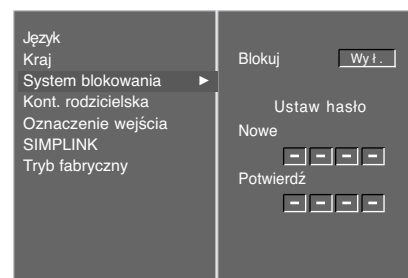 Język
Kraj
System blokowania ►
Kont. rodzicielska
Oznaczenie wejścia
SIMPLINK
Tryb fabryczny
Blokuj Wył.
Ustaw hasło
Nowe
– – – –
Potwierdź
– – – –